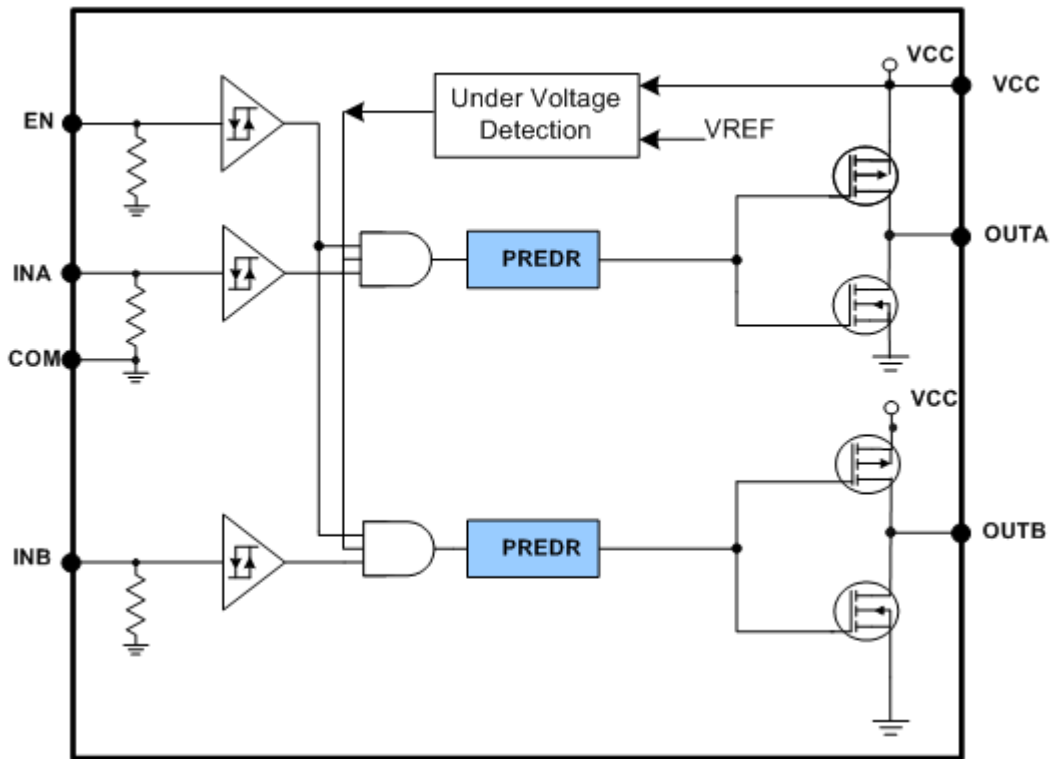 VCC
VCC
EN
Under Voltage
Detection
VREF
INA
PREDR
OUTA
COM
VCC
INB
PREDR
OUTB